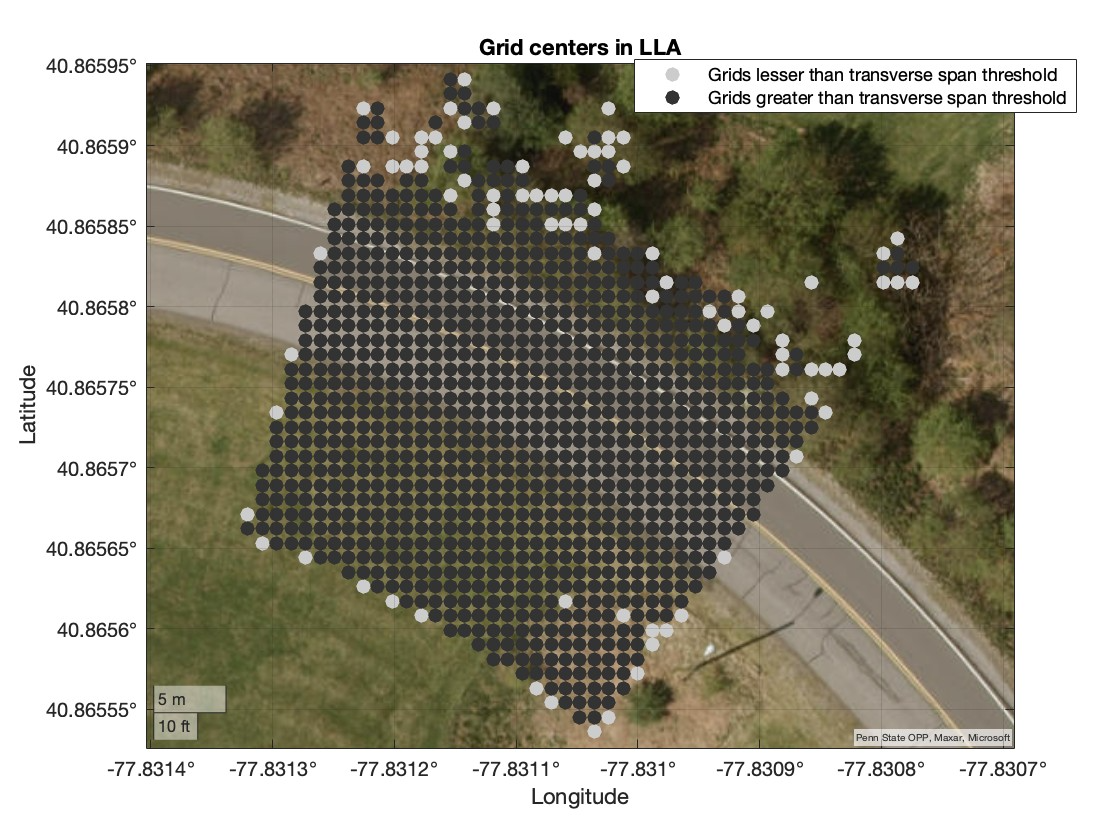 Grid centers in LLA
Grids lesser than transverse span threshold
Grids greater than transverse span threshold
40.86595°
40.8659°
40.86585°
40.8658°
40.86575°
40.8657°
40.86565°
40.8656°
40.86555°
Latitude
5 m
10 ft
Penn State OPP, Maxar, Microsoft
-77.8314°
-77.8313°
-77.8312°
-77.8311°
-77.831°
-77.8309°
-77.8308°
-77.8307°
Longitude